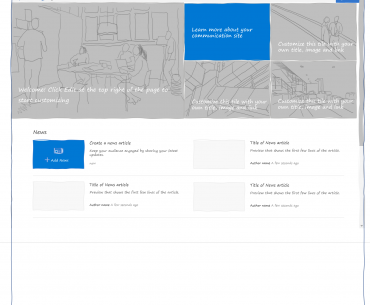 Learn more about your
communication site
Customize this tile with your
own title, image and link
Welcome! Click Edit at the top right of the page to
start customizing
Customize this tile with your
own title, image and link
Customize this tile with your
own title, image and link
News
Create a news article
Keep your audience engaged by sharing your latest
updates.
+ Add News
Title of News article
Preview that shows the first few lines of the article
Author name a few seconds ago
Title of News article
Preview that shows the first few lines of the article
Author name a few seconds ago
Title of News article
Preview that shows the first few lines of the article
Author name a few seconds ago